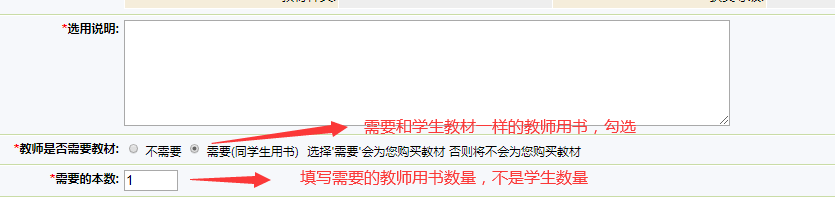 *选用说明:
需要和学生教材一样的教师用书，勾选
*教师是否需要教材: 不需要 需要(同学生用书) 选择'需要'会为您购买教材 否则将不会为您购买教材
*需要的本数: 1 填写需要的教师用书数量，不是学生数量